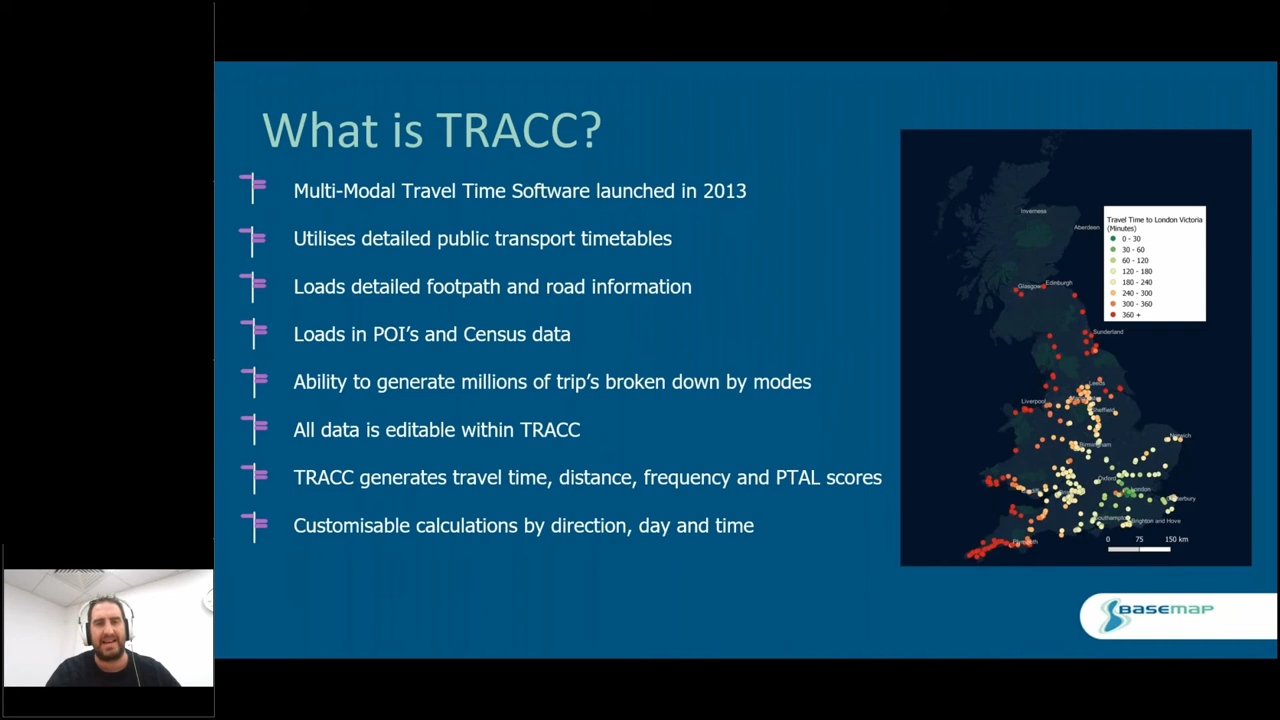 What is TRACC?
Multi-Modal Travel Time Software launched in 2013
Utilises detailed public transport timetables
Loads detailed footpath and road information
Loads in POI's and Census data
Ability to generate millions of trip's broken down by modes
All data is editable within TRACC
TRACC generates travel time, distance, frequency and PTAL scores
Customisable calculations by direction, day and time
Inverness
Aberdeen
Travel Time to London Victoria
(Minutes)
0 - 30
30 - 60
60 - 120
120 - 180
180 - 240
240 - 300
300 - 360
360 +
Glasgow
Edinburgh
Sunderland
Leeds
Liverpool
Sheffield
Norwich
Birmingham
Oxford
London
Southampton
Brighton and Hove
Plymouth
0 75 150 km
BASEMAP